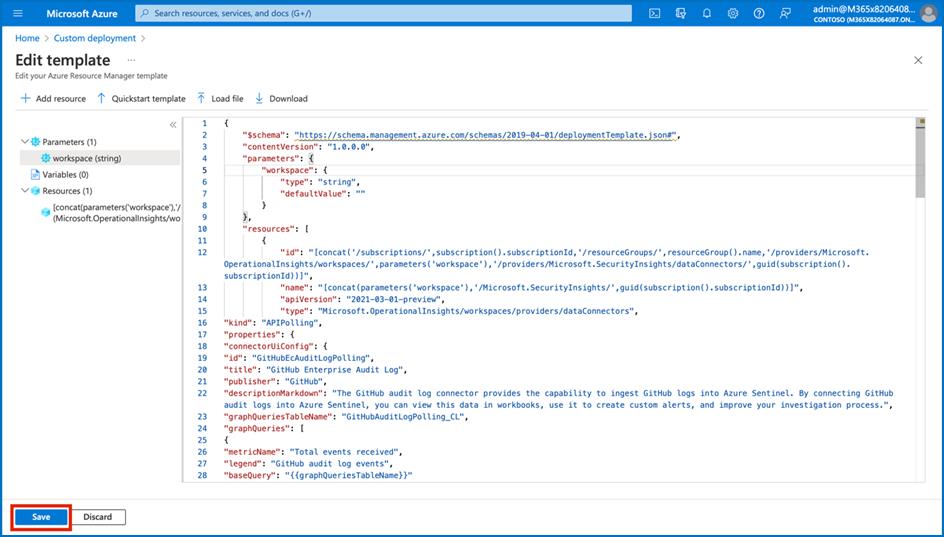 Microsoft Azure
Search resources, services, and docs (G+/)
admin@M365x8206408...
CONTOSO (M365X82064087.ON...
Home > Custom deployment >
Edit template ...
Edit your Azure Resource Manager template
Add resource Quickstart template Load file Download
Parameters (1)
workspace (string)
Variables (0)
Resources (1)
[concat(parameters('workspace'),'/
(Microsoft.OperationalInsights/wo
1 {
2 "$schema": "https://schema.management.azure.com/schemas/2019-04-01/deploymentTemplate.json#",
3 "contentVersion": "1.0.0.0",
4 "parameters": {
5 "workspace": {
6 "type": "string",
7 "defaultValue": ""
8 }
9 },
10 "resources": [
11 {
12 "id": "[concat('/subscriptions/',subscription().subscriptionId,'/resourceGroups/',resourceGroup().name,'/providers/Microsoft.
OperationalInsights/workspaces/',parameters('workspace'),'/providers/Microsoft.SecurityInsights/dataConnectors/',guid(subscription().
subscriptionId))]",
13 "name": "[concat(parameters('workspace'),'/Microsoft.SecurityInsights/',guid(subscription().subscriptionId))]",
14 "apiVersion": "2021-03-01-preview",
15 "type": "Microsoft.OperationalInsights/workspaces/providers/dataConnectors",
16 "kind": "APIPolling",
17 "properties": {
18 "connectorUiConfig": {
19 "id": "GitHubEcAuditLogPolling",
20 "title": "GitHub Enterprise Audit Log",
21 "publisher": "GitHub",
22 "descriptionMarkdown": "The GitHub audit log connector provides the capability to ingest GitHub logs into Azure Sentinel. By connecting GitHub
audit logs into Azure Sentinel, you can view this data in workbooks, use it to create custom alerts, and improve your investigation process.",
23 "graphQueriesTableName": "GitHubAuditLogPolling_CL",
24 "graphQueries": [
25 {
26 "metricName": "Total events received",
27 "legend": "GitHub audit log events",
28 "baseQuery": "{{graphQueriesTableName}}"
Save Discard